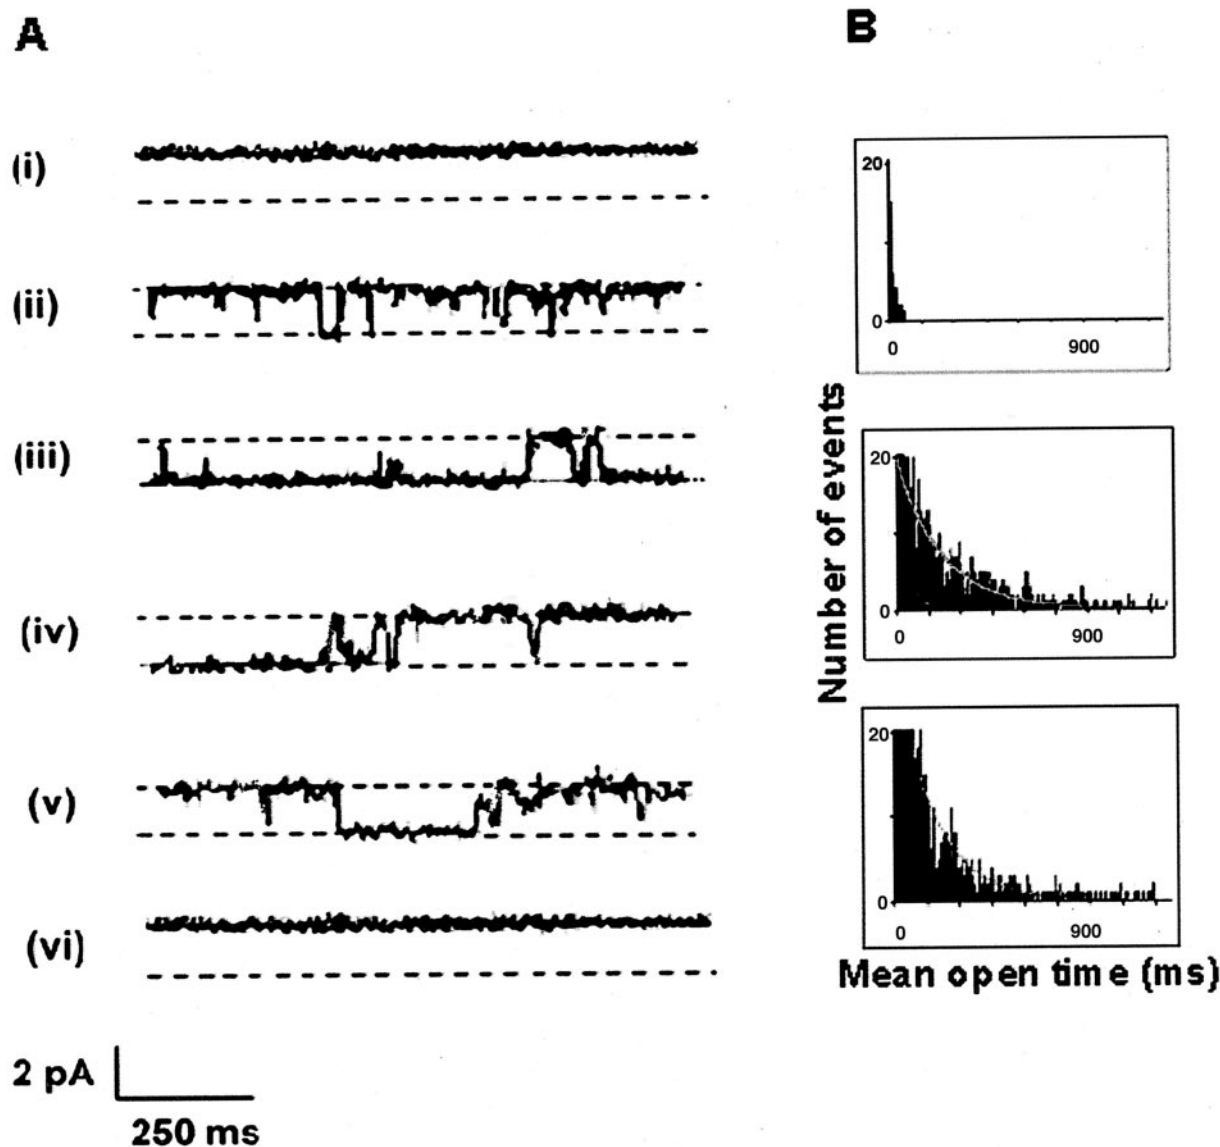 A
B
(i)
(ii)
(iii)
(iv)
(v)
(vi)
2 pA
250 ms
Number of events
20
0
0
900
20
0
0
900
20
0
0
900
Mean open time (ms)